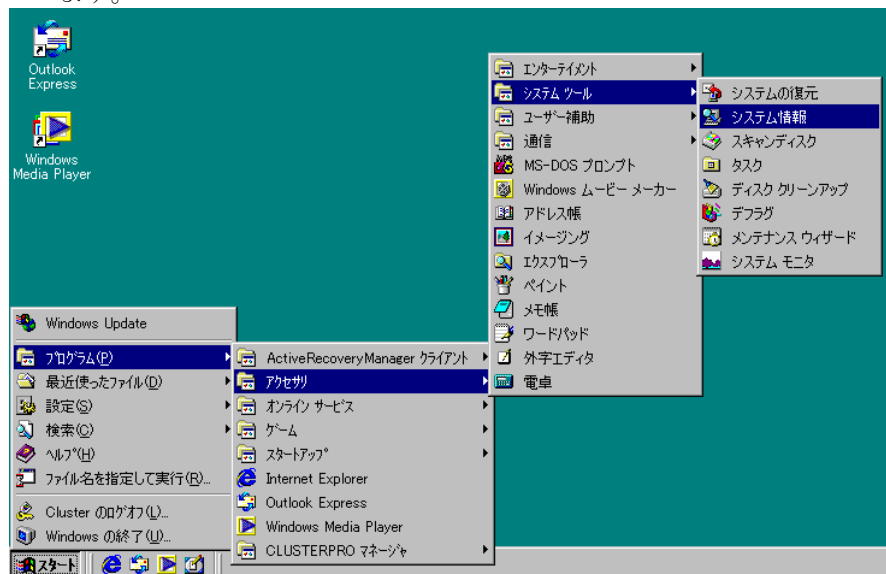 Outlook
Express
Windows
Media Player
Windows Update
プログラム(P)
最近使ったファイル(D)
設定(S)
検索(C)
ヘルプ(H)
ファイル名を指定して実行(R)...
Cluster のログオフ(L)...
Windows の終了(U)...
スタート
ActiveRecoveryManager クライアント
アクセサリ
オンライン サービス
ゲーム
スタートアップ
Internet Explorer
Outlook Express
Windows Media Player
CLUSTERPRO マネージャ
エンターテイメント
システム ツール
ユーザー補助
通信
MS-DOS プロンプト
Windows ムービー メーカー
アドレス帳
イメージング
エクスプローラ
ペイント
メモ帳
ワードパッド
外字エディタ
電卓
システムの復元
システム情報
スキャンディスク
タスク
ディスク クリーンアップ
デフラグ
メンテナンス ウィザード
システム モニタ